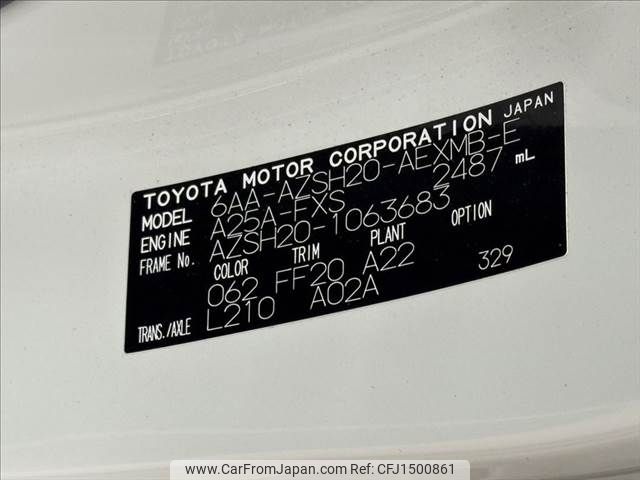 TOYOTA MOTOR CORPORATION JAPAN
MODEL 6AA-AZSH20-AEXMB-E
ENGINE A25A-FXS 2487 mL
FRAME No. AZSH20-1063683
COLOR TRIM PLANT OPTION
062 FF20 A22 329
TRANS./AXLE L210 A02A
www.CarFromJapan.com - CFJ1500861